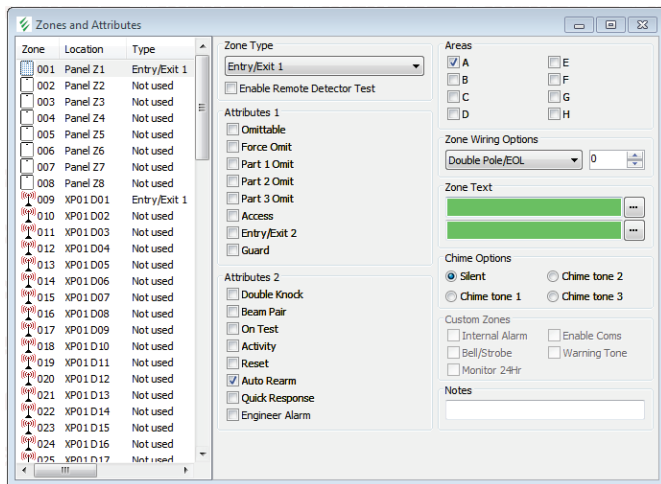 Zones and Attributes
Zone Location Type
001 Panel Z1 Entry/Exit 1
002 Panel Z2 Not used
003 Panel Z3 Not used
004 Panel Z4 Not used
005 Panel Z5 Not used
006 Panel Z6 Not used
007 Panel Z7 Not used
008 Panel Z8 Not used
009 XP01 D01 Entry/Exit 1
010 XP01 D02 Not used
011 XP01 D03 Not used
012 XP01 D04 Not used
013 XP01 D05 Not used
014 XP01 D06 Not used
015 XP01 D07 Not used
016 XP01 D08 Not used
017 XP01 D09 Not used
018 XP01 D10 Not used
019 XP01 D11 Not used
020 XP01 D12 Not used
021 XP01 D13 Not used
022 XP01 D14 Not used
023 XP01 D15 Not used
024 XP01 D16 Not used
025 XP01 D17 Not used
Zone Type
Entry/Exit 1
Enable Remote Detector Test
Attributes 1
Omittable
Force Omit
Part 1 Omit
Part 2 Omit
Part 3 Omit
Access
Entry/Exit 2
Guard
Attributes 2
Double Knock
Beam Pair
On Test
Activity
Reset
Auto Rearm
Quick Response
Engineer Alarm
Areas
A E
B F
C G
D H
Zone Wiring Options
Double Pole/EOL 0
Zone Text
...
...
Chime Options
Silent Chime tone 2
Chime tone 1 Chime tone 3
Custom Zones
Internal Alarm Enable Coms
Bell/Strobe Warning Tone
Monitor 24Hr
Notes